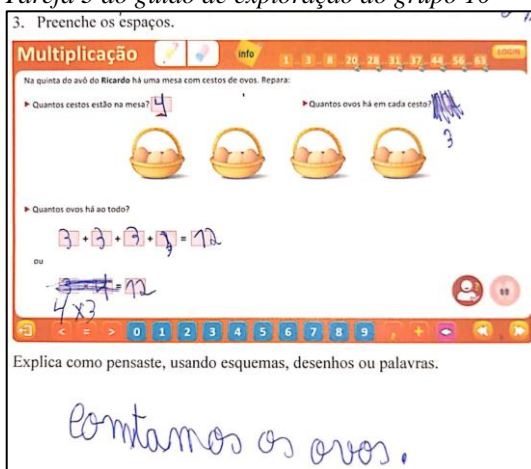 Tarefa 3 do guião de exploração do grupo 10
3. Preenche os espaços.
Multiplicação
info
1 3 8 20 28 31 37 44 56 63
LOGIN
Na quinta do avô do Ricardo há uma mesa com cestos de ovos. Repara:
Quantos cestos estão na mesa? 4
Quantos ovos há em cada cesto?
3
Quantos ovos há ao todo?
3 + 3 + 3 + 3 = 12
ou
= 12
4x3
69
< = > 0 1 2 3 4 5 6 7 8 9 , +
Explica como pensaste, usando esquemas, desenhos ou palavras.
comtamos os ovos.